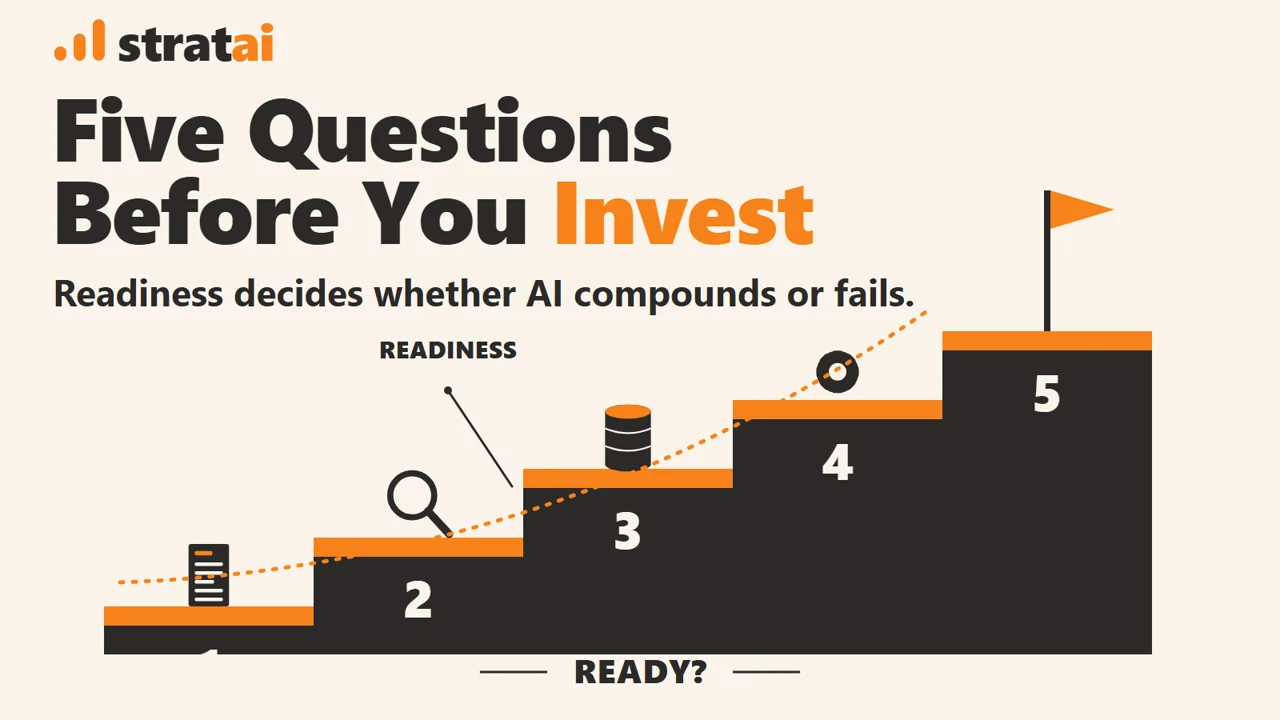 stratai
Five Questions
Before You Invest
Readiness decides whether AI compounds or fails.
READINESS
5
4
3
2
READY?